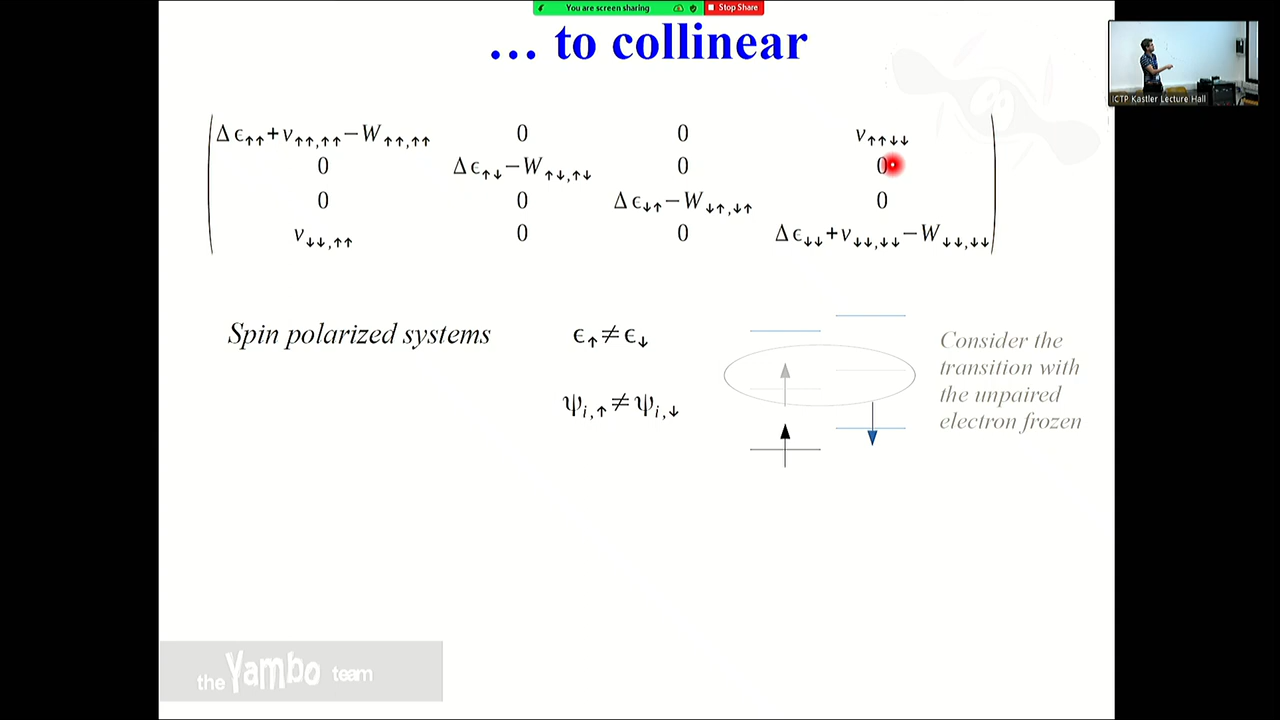 You are screen sharing
Stop Share
… to collinear
ICTP Kastler Lecture Hall
Δϵ↑↑+v↑↑,↑↑−W↑↑,↑↑ 0 0 v↑↑↓↓
0 Δϵ↑↓−W↑↓,↑↓ 0 0
0 0 Δϵ↓↑−W↓↑,↓↑ 0
v↓↓,↑↑ 0 0 Δϵ↓↓+v↓↓,↓↓−W↓↓,↓↓
Spin polarized systems
ϵ↑≠ϵ↓
ψi,↑≠ψi,↓
Consider the
transition with
the unpaired
electron frozen
the Yambo team